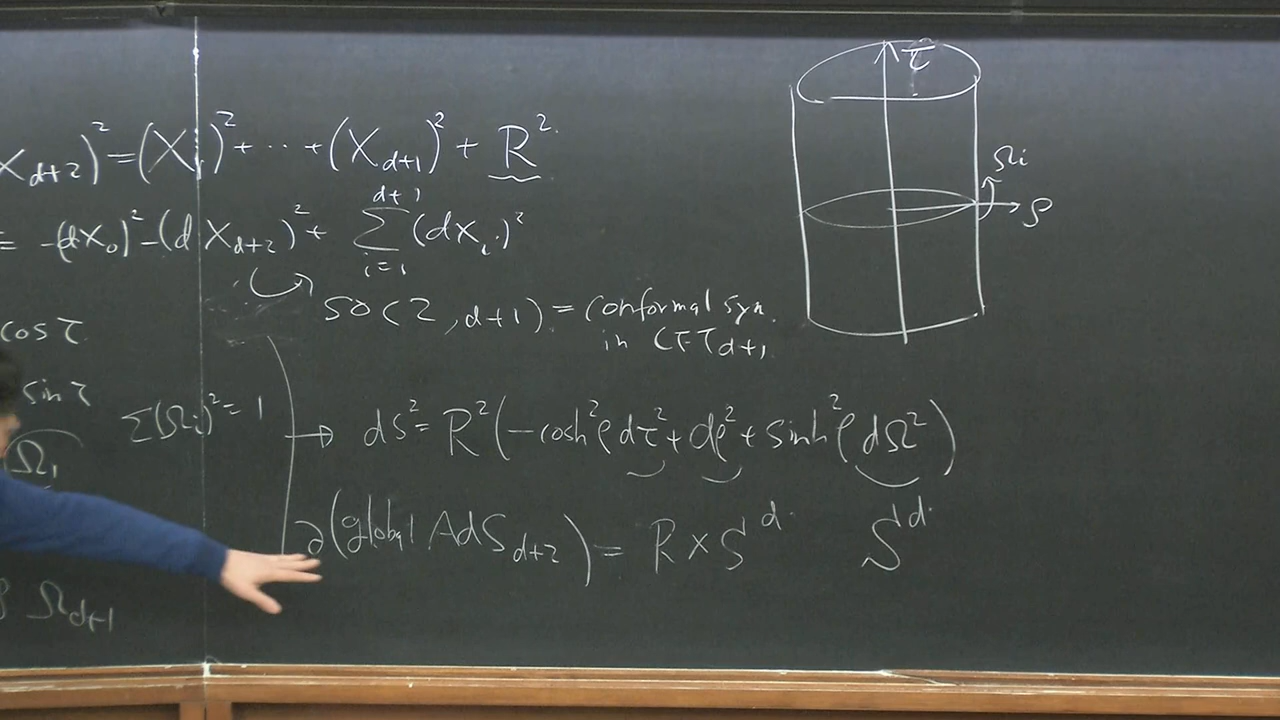 X_{d+2})² = (X_1)² + ⋯ + (X_{d+1})² + R².
= -(dX_0)² - (dX_{d+2})² + Σ_{i=1}^{d+1} (dX_i)²
SO(2, d+1) = conformal sym. in CFT_{d+1}
cos τ
sin τ
Σ(Ω_i)² = 1
Ω_1
Ω_{d+1}
→ ds² = R²(-cosh²ρ dτ² + dρ² + sinh²ρ dΩ²)
∂(global AdS_{d+2}) = R × S^d.
S^d.
τ
Ω_i
ρ